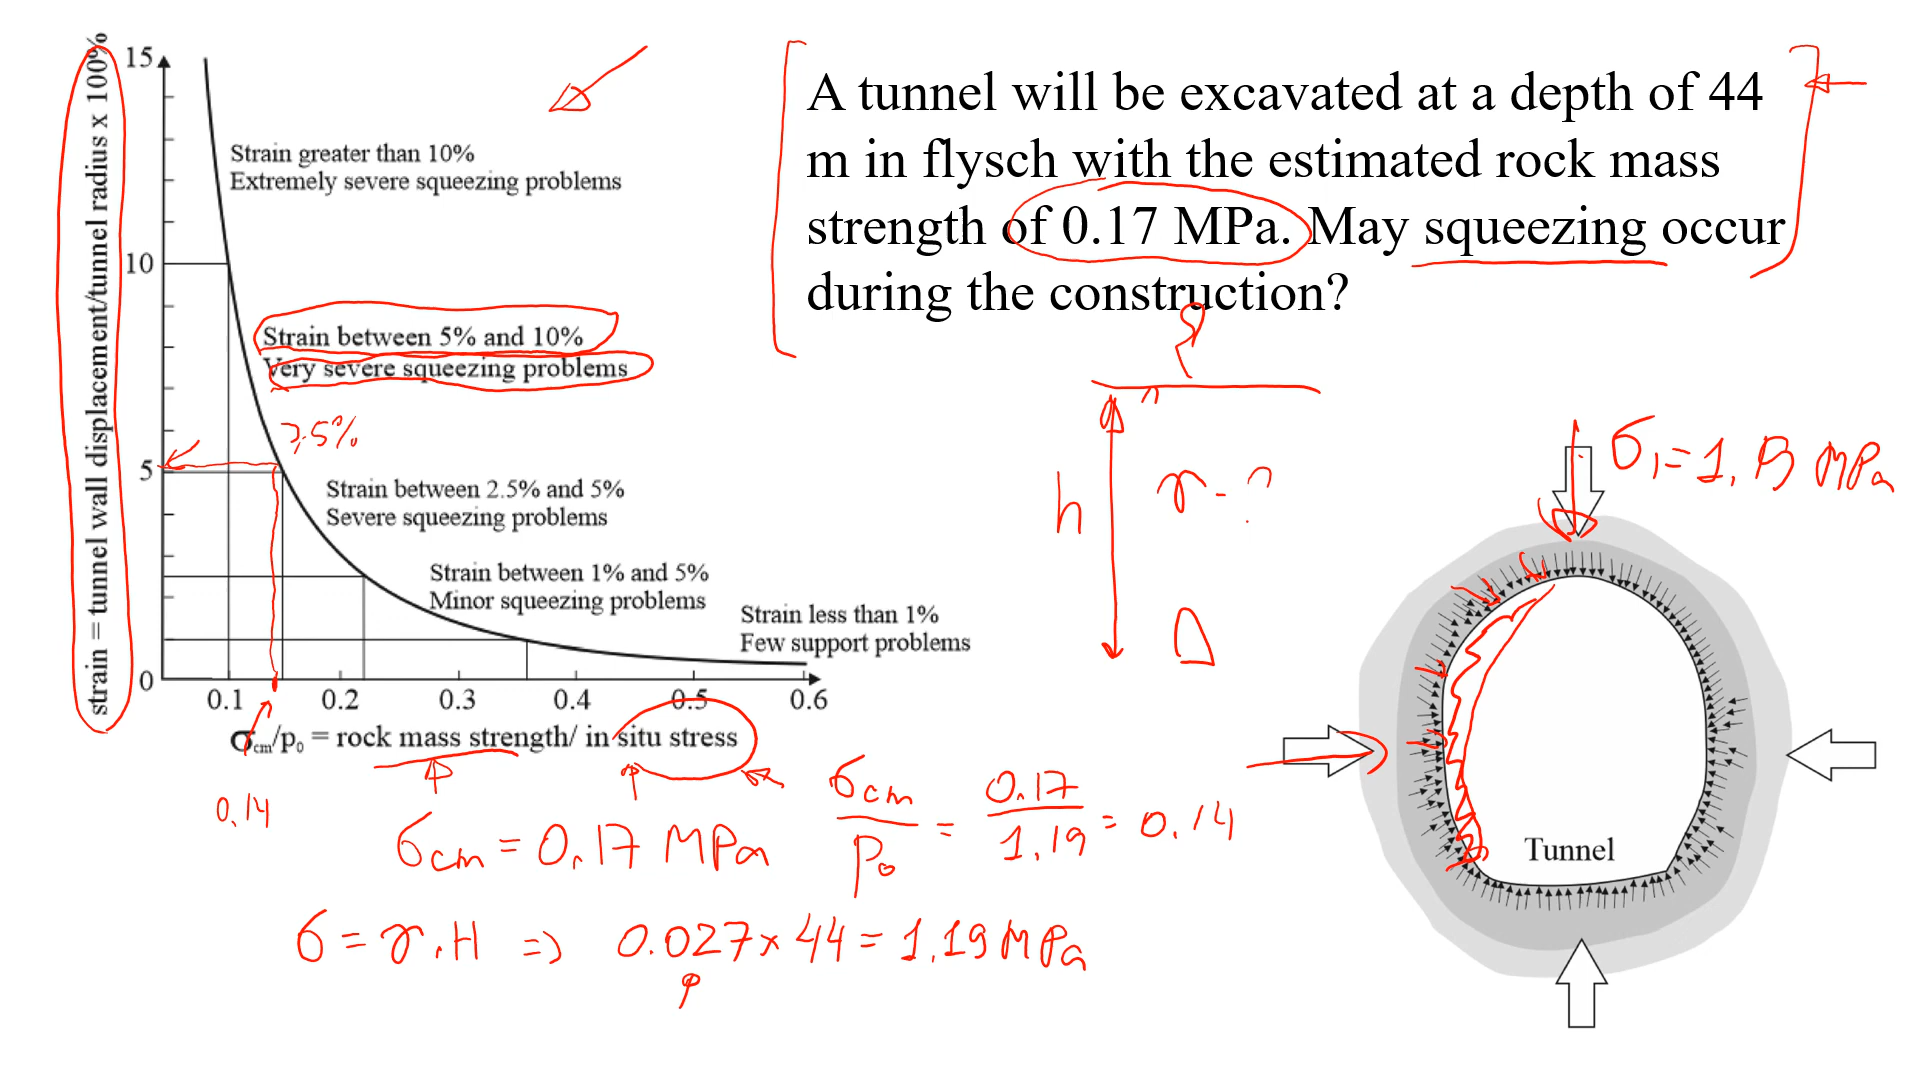 strain = tunnel wall displacement/tunnel radius x 100%
15
10
5
0
Strain greater than 10%
Extremely severe squeezing problems
Strain between 5% and 10%
Very severe squeezing problems
Strain between 2.5% and 5%
Severe squeezing problems
Strain between 1% and 5%
Minor squeezing problems
Strain less than 1%
Few support problems
0.1 0.2 0.3 0.4 0.5 0.6
σcm/p₀ = rock mass strength/ in situ stress
0.14
A tunnel will be excavated at a depth of 44
m in flysch with the estimated rock mass
strength of 0.17 MPa. May squeezing occur
during the construction?
h
γ - ?
σ₁ = 1.19 MPa
Tunnel
σcm = 0.17 MPa
σcm/P₀ = 0.17/1.19 = 0.14
σ = γ.H => 0.027 x 44 = 1.19 MPa